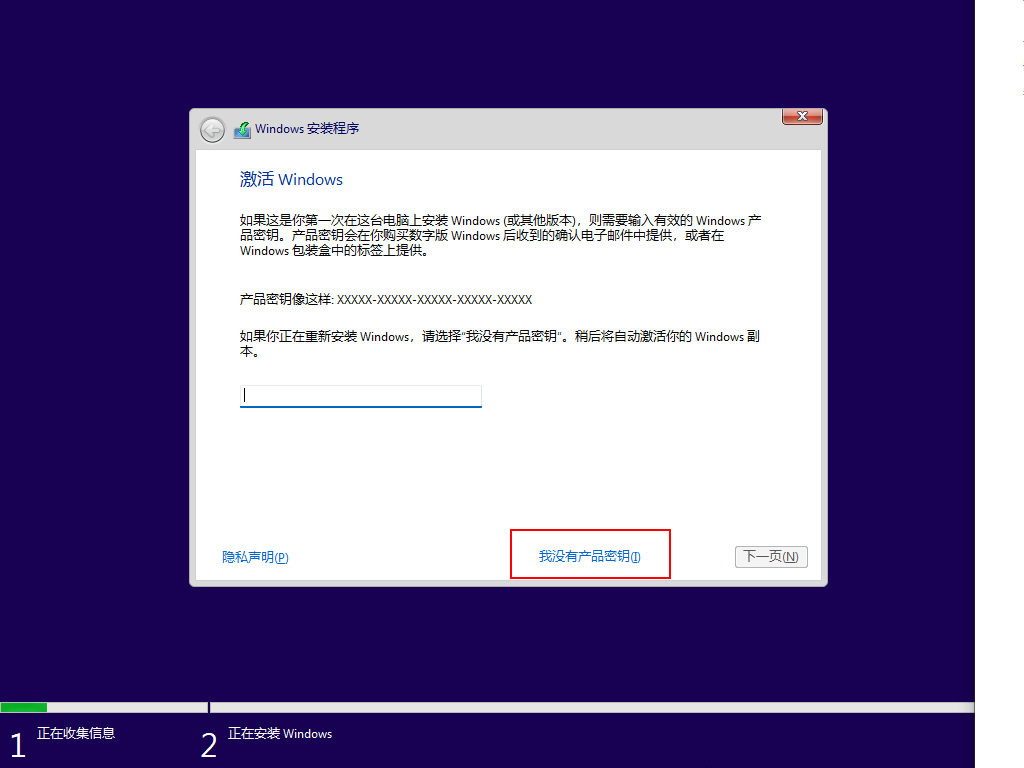 Windows 安装程序
激活 Windows
如果这是你第一次在这台电脑上安装 Windows (或其他版本)，则需要输入有效的 Windows 产
品密钥。产品密钥会在你购买数字版 Windows 后收到的确认电子邮件中提供，或者在
Windows 包装盒中的标签上提供。
产品密钥像这样: XXXXX-XXXXX-XXXXX-XXXXX-XXXXX
如果你正在重新安装 Windows，请选择“我没有产品密钥”。稍后将自动激活你的 Windows 副
本。
隐私声明(P)
我没有产品密钥(I)
下一页(N)
1 正在收集信息
2 正在安装 Windows